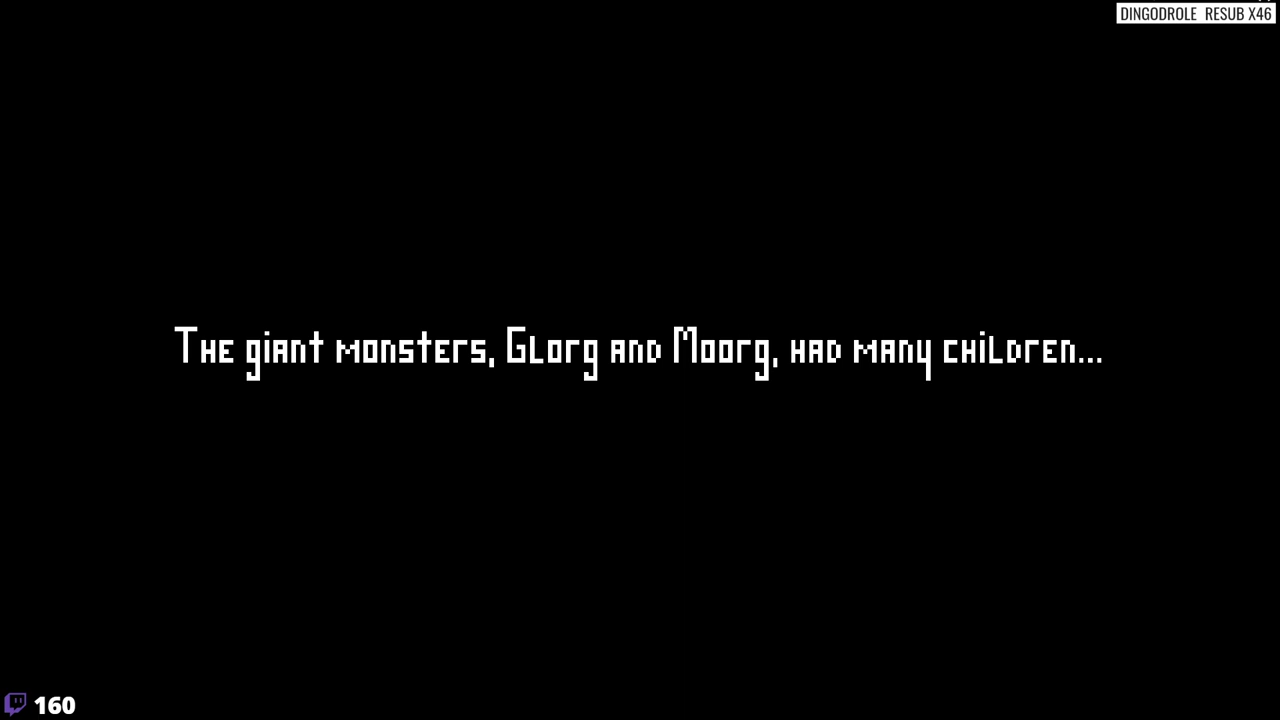 DINGODROLE RESUB X46
The giant monsters, Glorg and Moorg, had many children...
160